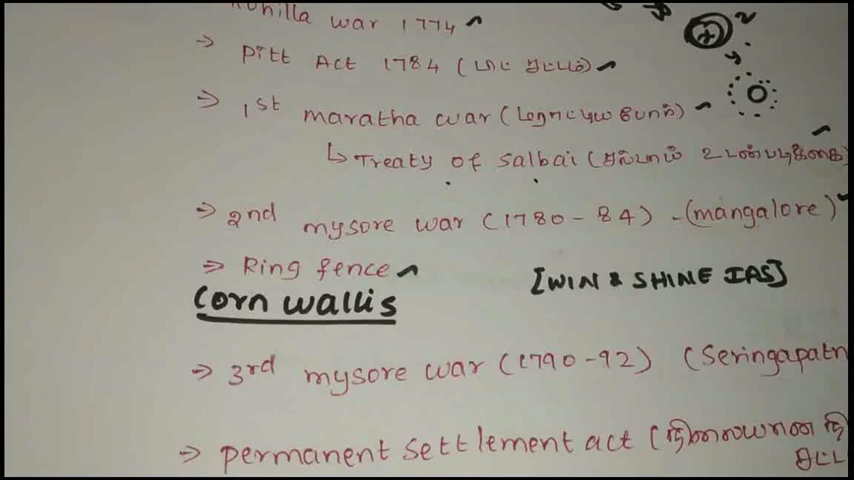 Rohilla war 1774
→ Pitt Act 1784 (பிட் சட்டம்)
→ 1st maratha war (மராட்டிய போர்)
↳ Treaty of Salbai (சல்பாய் உடன்படிக்கை)
→ 2nd mysore war (1780-84) - (mangalore)
⇒ Ring fence
Corn wallis
[WIN & SHINE IAS]
→ 3rd mysore war (1790-92) (Seringapatn
→ permanent settlement act (நிலையான நி
சட்ட